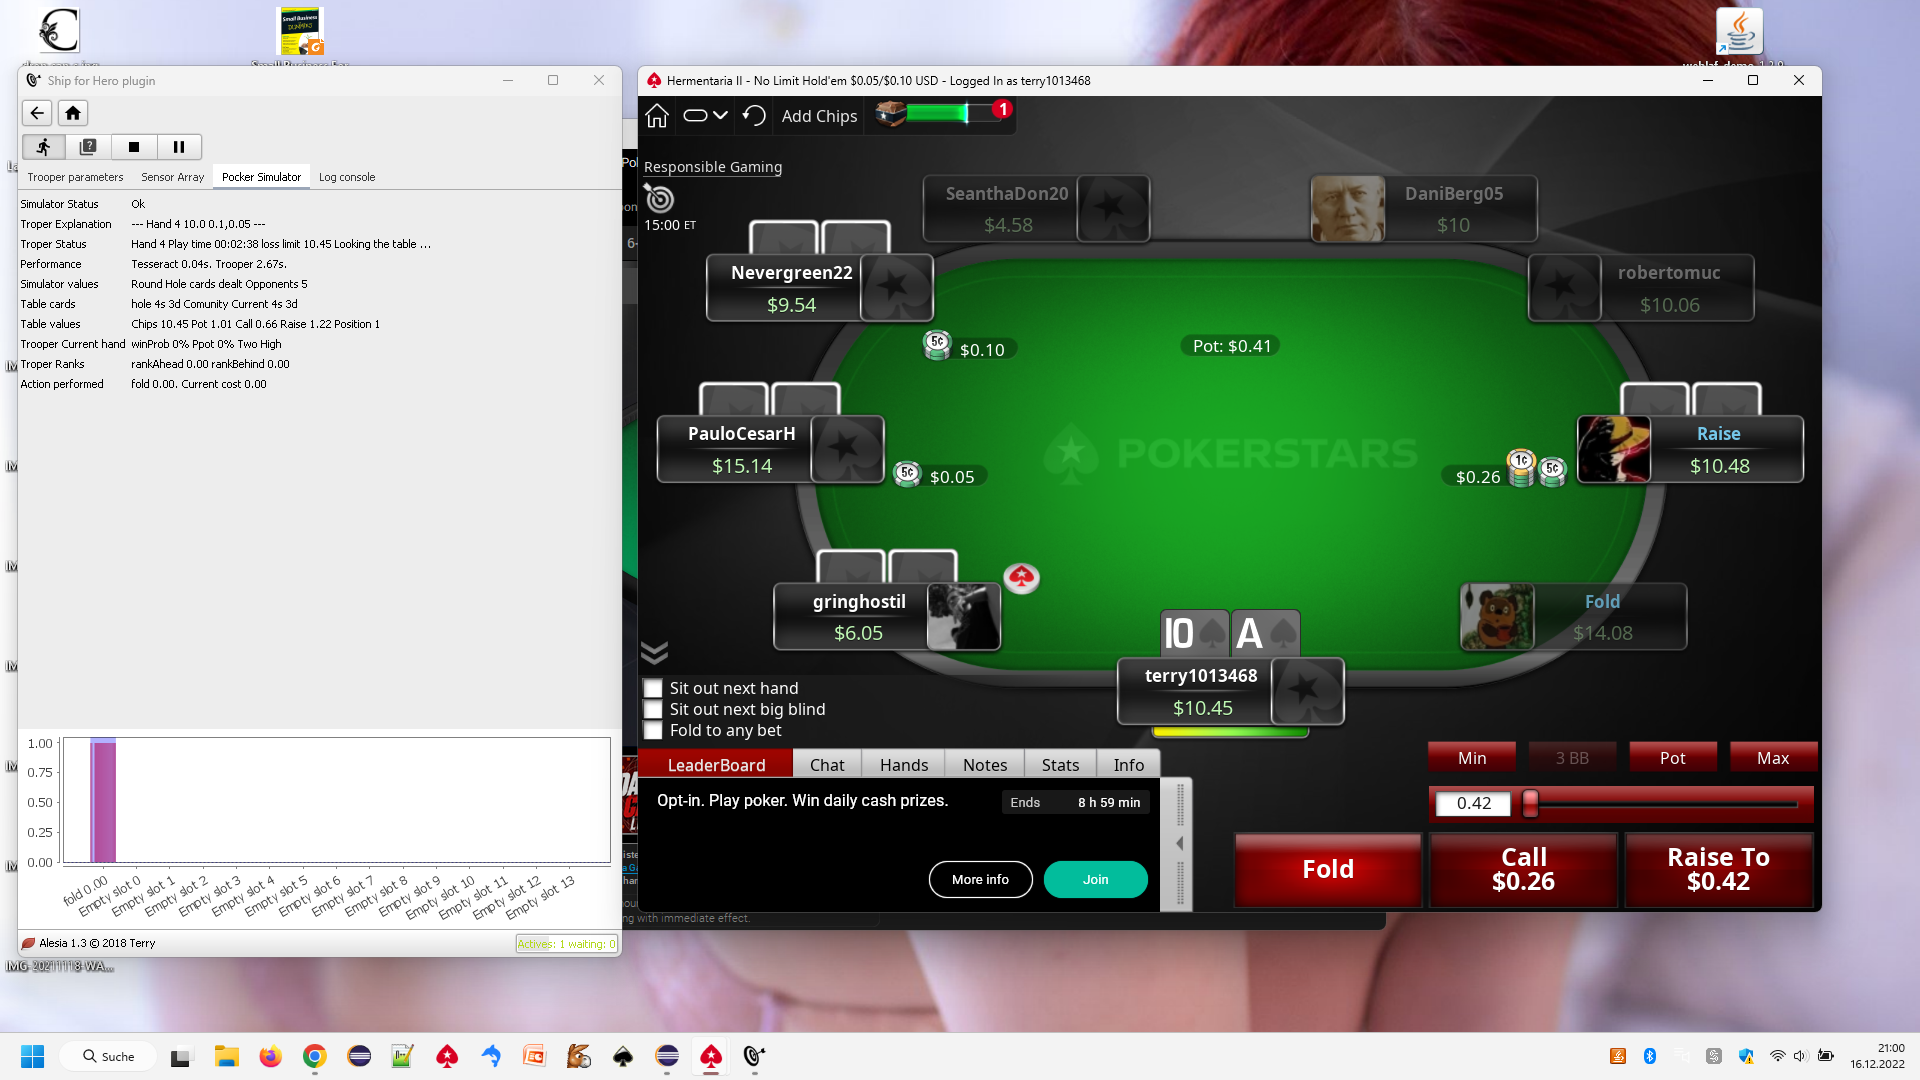 Ship for Hero plugin
Trooper parameters
Sensor Array
Pocker Simulator
Log console
Simulator Status Ok
Troper Explanation --- Hand 4 10.0 0.1,0.05 ---
Troper Status Hand 4 Play time 00:02:38 loss limit 10.45 Looking the table ...
Performance Tesseract 0.04s. Trooper 2.67s.
Simulator values Round Hole cards dealt Opponents 5
Table cards hole 4s 3d Comunity Current 4s 3d
Table values Chips 10.45 Pot 1.01 Call 0.66 Raise 1.22 Position 1
Trooper Current hand winProb 0% Ppot 0% Two High
Troper Ranks rankAhead 0.00 rankBehind 0.00
Action performed fold 0.00. Current cost 0.00
1.00
0.75
0.50
0.25
0.00
fold 0.00
Empty slot 0
Empty slot 1
Empty slot 2
Empty slot 3
Empty slot 4
Empty slot 5
Empty slot 6
Empty slot 7
Empty slot 8
Empty slot 9
Empty slot 10
Empty slot 11
Empty slot 12
Empty slot 13
Alesia 1.3 © 2018 Terry
Actives: 1 waiting: 0
Hermentaria II - No Limit Hold'em $0.05/$0.10 USD - Logged In as terry1013468
Add Chips
1
Responsible Gaming
15:00 ET
SeanthaDon20
$4.58
DaniBerg05
$10
Nevergreen22
$9.54
robertomuc
$10.06
5¢ $0.10
Pot: $0.41
PauloCesarH
$15.14
5¢ $0.05
POKERSTARS
$0.26 1¢ 5¢
Raise
$10.48
gringhostil
$6.05
Fold
$14.08
10 A
terry1013468
$10.45
Sit out next hand
Sit out next big blind
Fold to any bet
LeaderBoard
Chat
Hands
Notes
Stats
Info
Opt-in. Play poker. Win daily cash prizes.
Ends 8 h 59 min
More info
Join
Min
3 BB
Pot
Max
0.42
Fold
Call
$0.26
Raise To
$0.42
ng with immediate effect.
IMG-20211118-WA...
Suche
21:00
16.12.2022